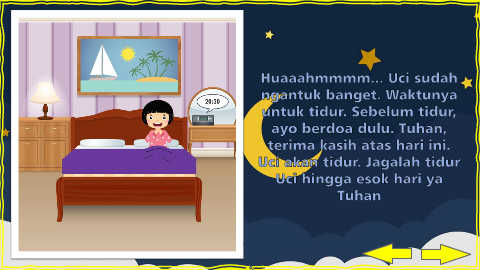 20:30
Huaaahmmmm... Uci sudah
ngantuk banget. Waktunya
untuk tidur. Sebelum tidur,
ayo berdoa dulu. Tuhan,
terima kasih atas hari ini.
Uci akan tidur. Jagalah tidur
Uci hingga esok hari ya
Tuhan